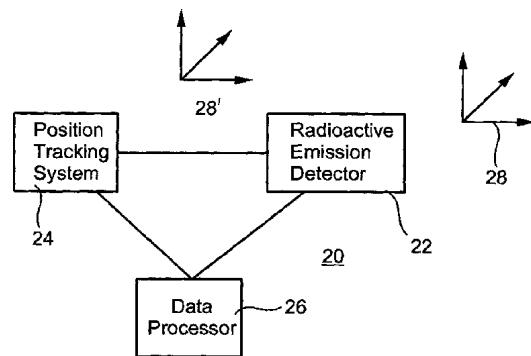 28'
Position
Tracking
System
Radioactive
Emission
Detector
28
24
22
20
Data
Processor
26